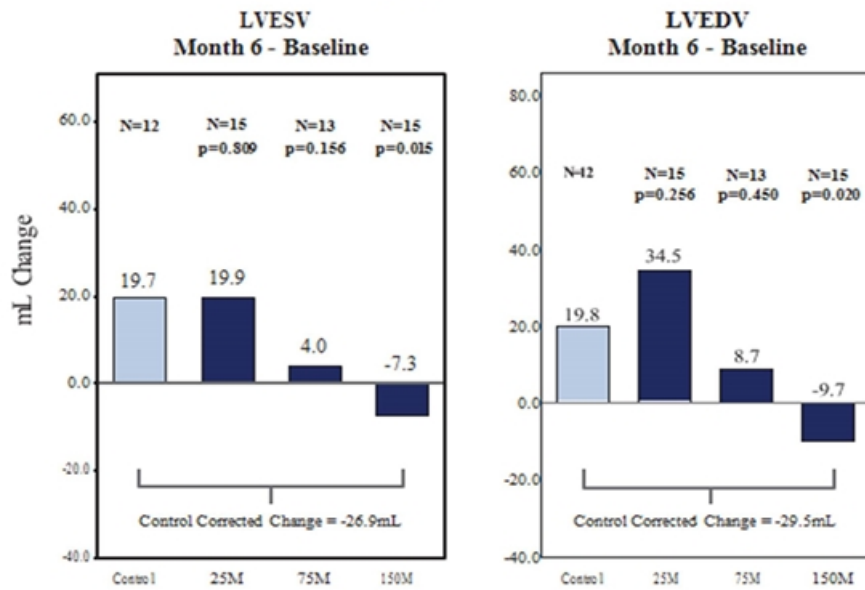 LVESV
Month 6 - Baseline
mL Change
60.0
40.0
20.0
0.0
-20.0
-40.0
N=12
N=15
p=0.809
N=13
p=0.156
N=15
p=0.015
19.7
19.9
4.0
-7.3
Control Corrected Change = -26.9mL
Control
25M
75M
150M
LVEDV
Month 6 - Baseline
80.0
60.0
40.0
20.0
0.0
-20.0
-40.0
N=12
N=15
p=0.256
N=13
p=0.450
N=15
p=0.020
19.8
34.5
8.7
-9.7
Control Corrected Change = -29.5mL
Control
25M
75M
150M